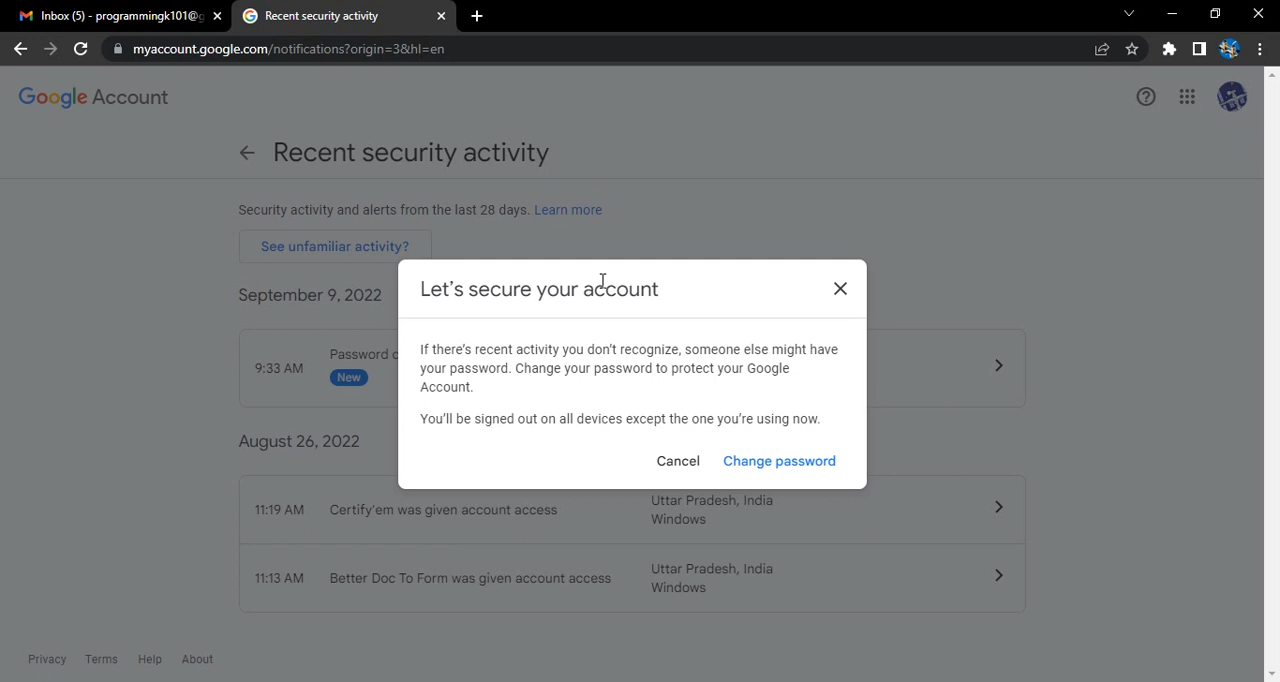 Inbox (5) - programmingk101@g
Recent security activity
myaccount.google.com/notifications?origin=3&hl=en
Google Account
Recent security activity
Security activity and alerts from the last 28 days. Learn more
See unfamiliar activity?
September 9, 2022
Let's secure your account
If there's recent activity you don't recognize, someone else might have
your password. Change your password to protect your Google
Account.
You'll be signed out on all devices except the one you're using now.
Cancel Change password
9:33 AM Password c
New
August 26, 2022
11:19 AM Certify'em was given account access Uttar Pradesh, India
Windows
11:13 AM Better Doc To Form was given account access Uttar Pradesh, India
Windows
Privacy Terms Help About